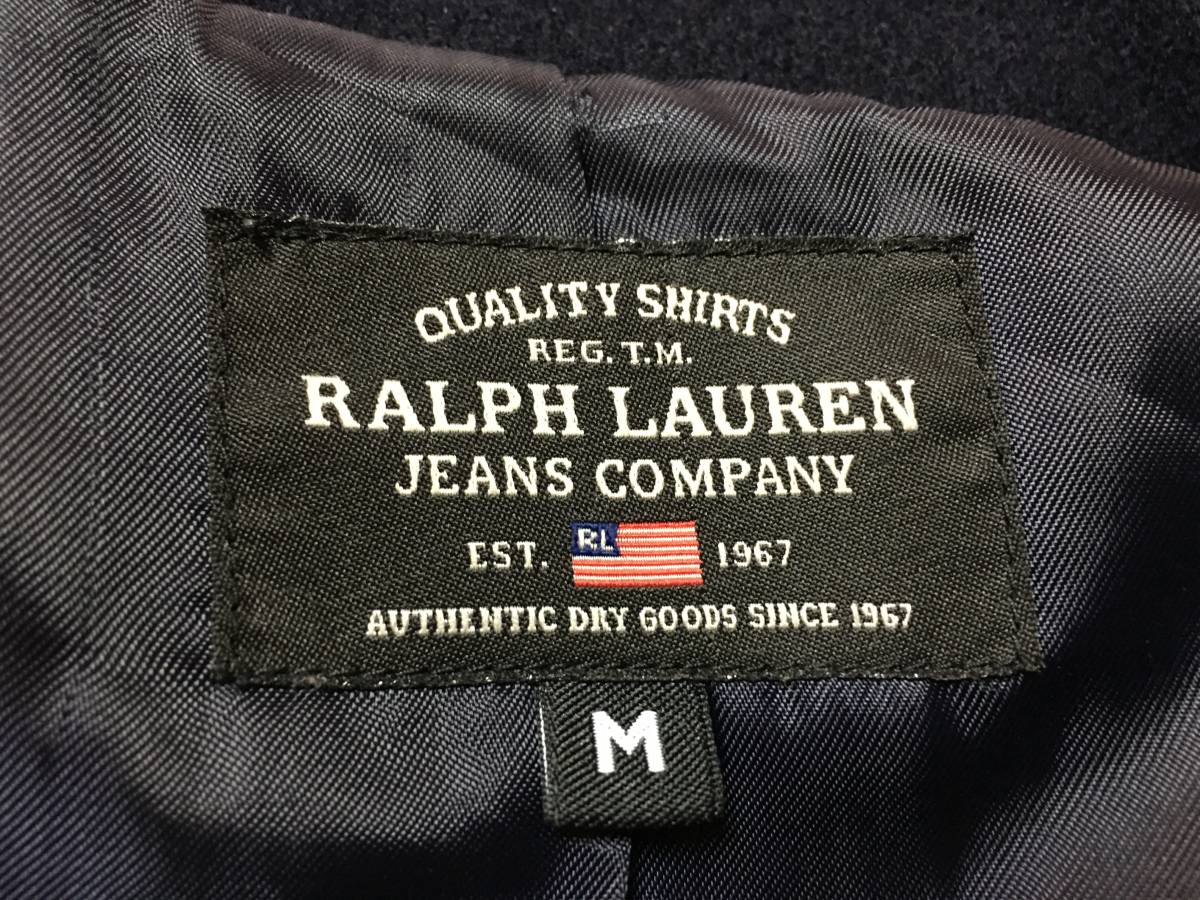 QUALITY SHIRTS
REG. T.M.
RALPH LAUREN
JEANS COMPANY
EST. RL 1967
AUTHENTIC DRY GOODS SINCE 1967
M